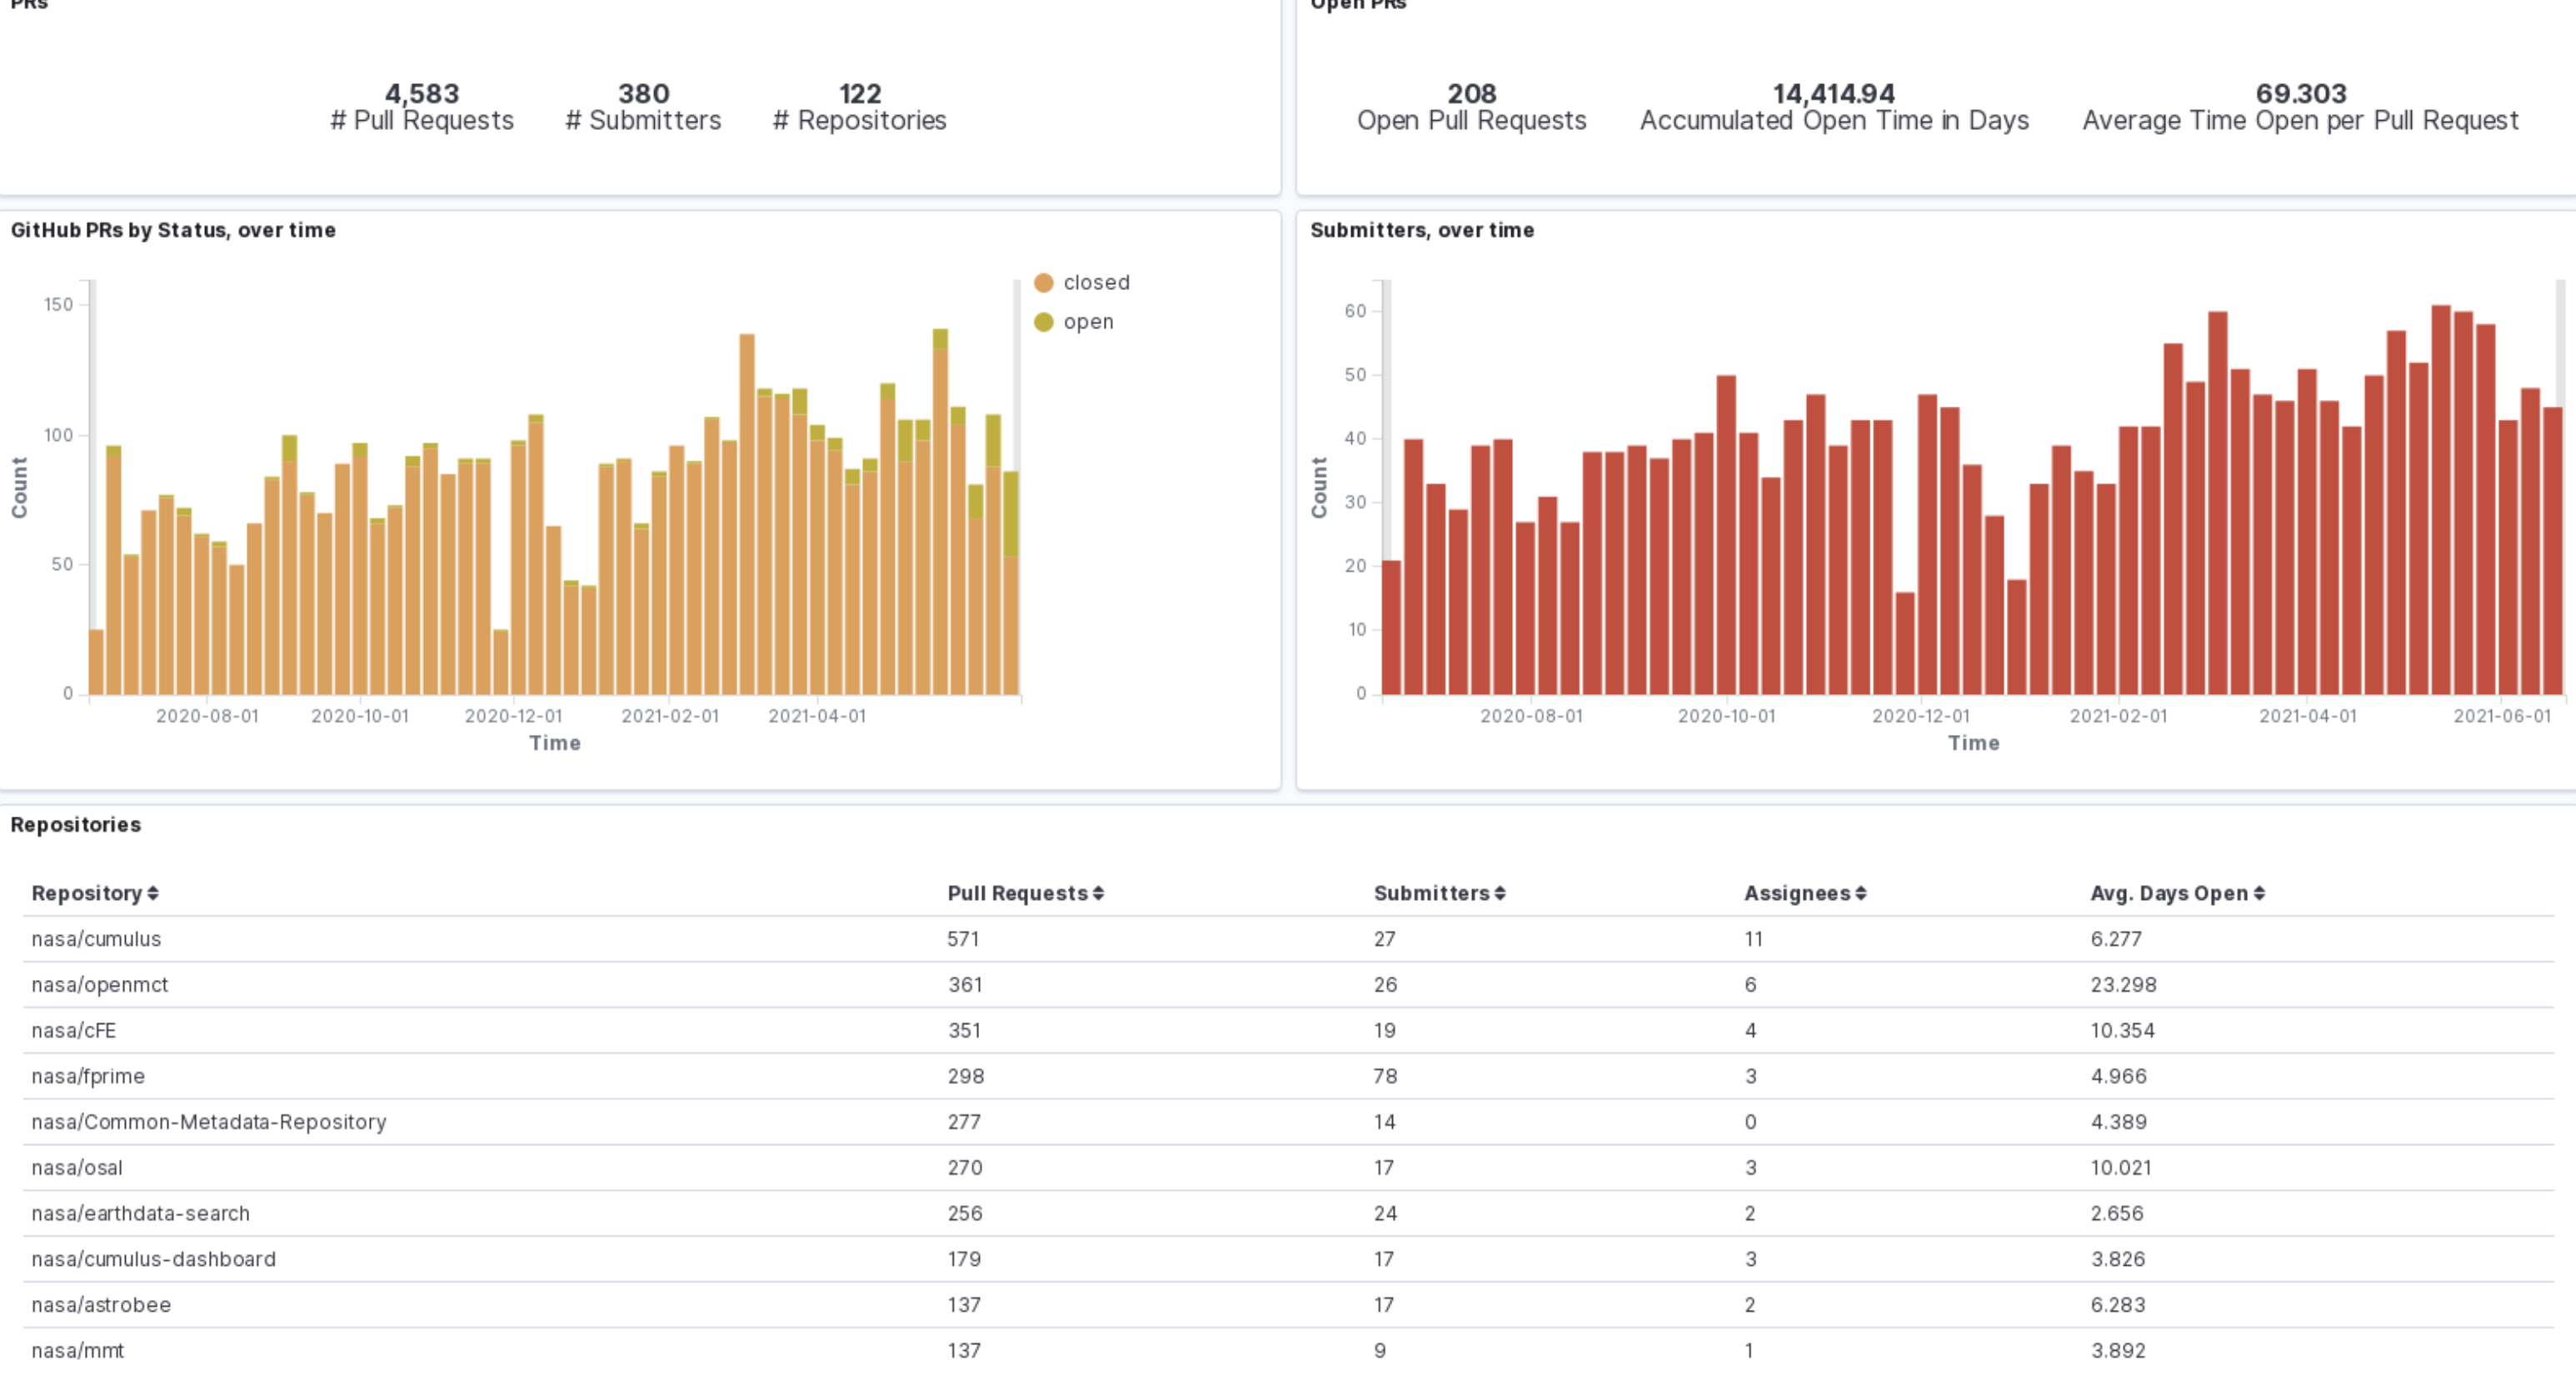 PRs
4,583 380 122
# Pull Requests # Submitters # Repositories
Open PRs
208 14,414.94 69.303
Open Pull Requests Accumulated Open Time in Days Average Time Open per Pull Request
GitHub PRs by Status, over time
closed
open
150
100
50
0
Count
2020-08-01 2020-10-01 2020-12-01 2021-02-01 2021-04-01
Time
Submitters, over time
60
50
40
30
20
10
0
Count
2020-08-01 2020-10-01 2020-12-01 2021-02-01 2021-04-01 2021-06-01
Time
Repositories
Repository Pull Requests Submitters Assignees Avg. Days Open
nasa/cumulus 571 27 11 6.277
nasa/openmct 361 26 6 23.298
nasa/cFE 351 19 4 10.354
nasa/fprime 298 78 3 4.966
nasa/Common-Metadata-Repository 277 14 0 4.389
nasa/osal 270 17 3 10.021
nasa/earthdata-search 256 24 2 2.656
nasa/cumulus-dashboard 179 17 3 3.826
nasa/astrobee 137 17 2 6.283
nasa/mmt 137 9 1 3.892